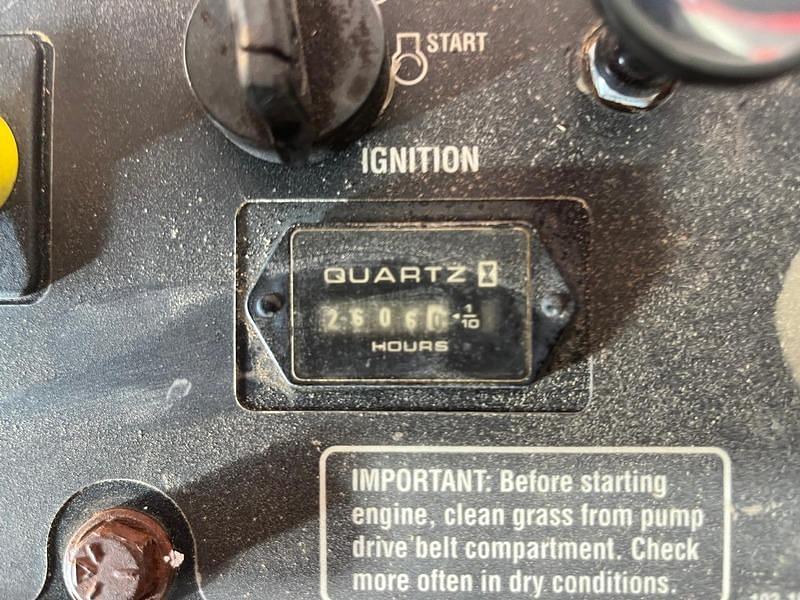 START
IGNITION
QUARTZ
2606
1/10
HOURS
IMPORTANT: Before starting
engine, clean grass from pump
drive belt compartment. Check
more often in dry conditions.